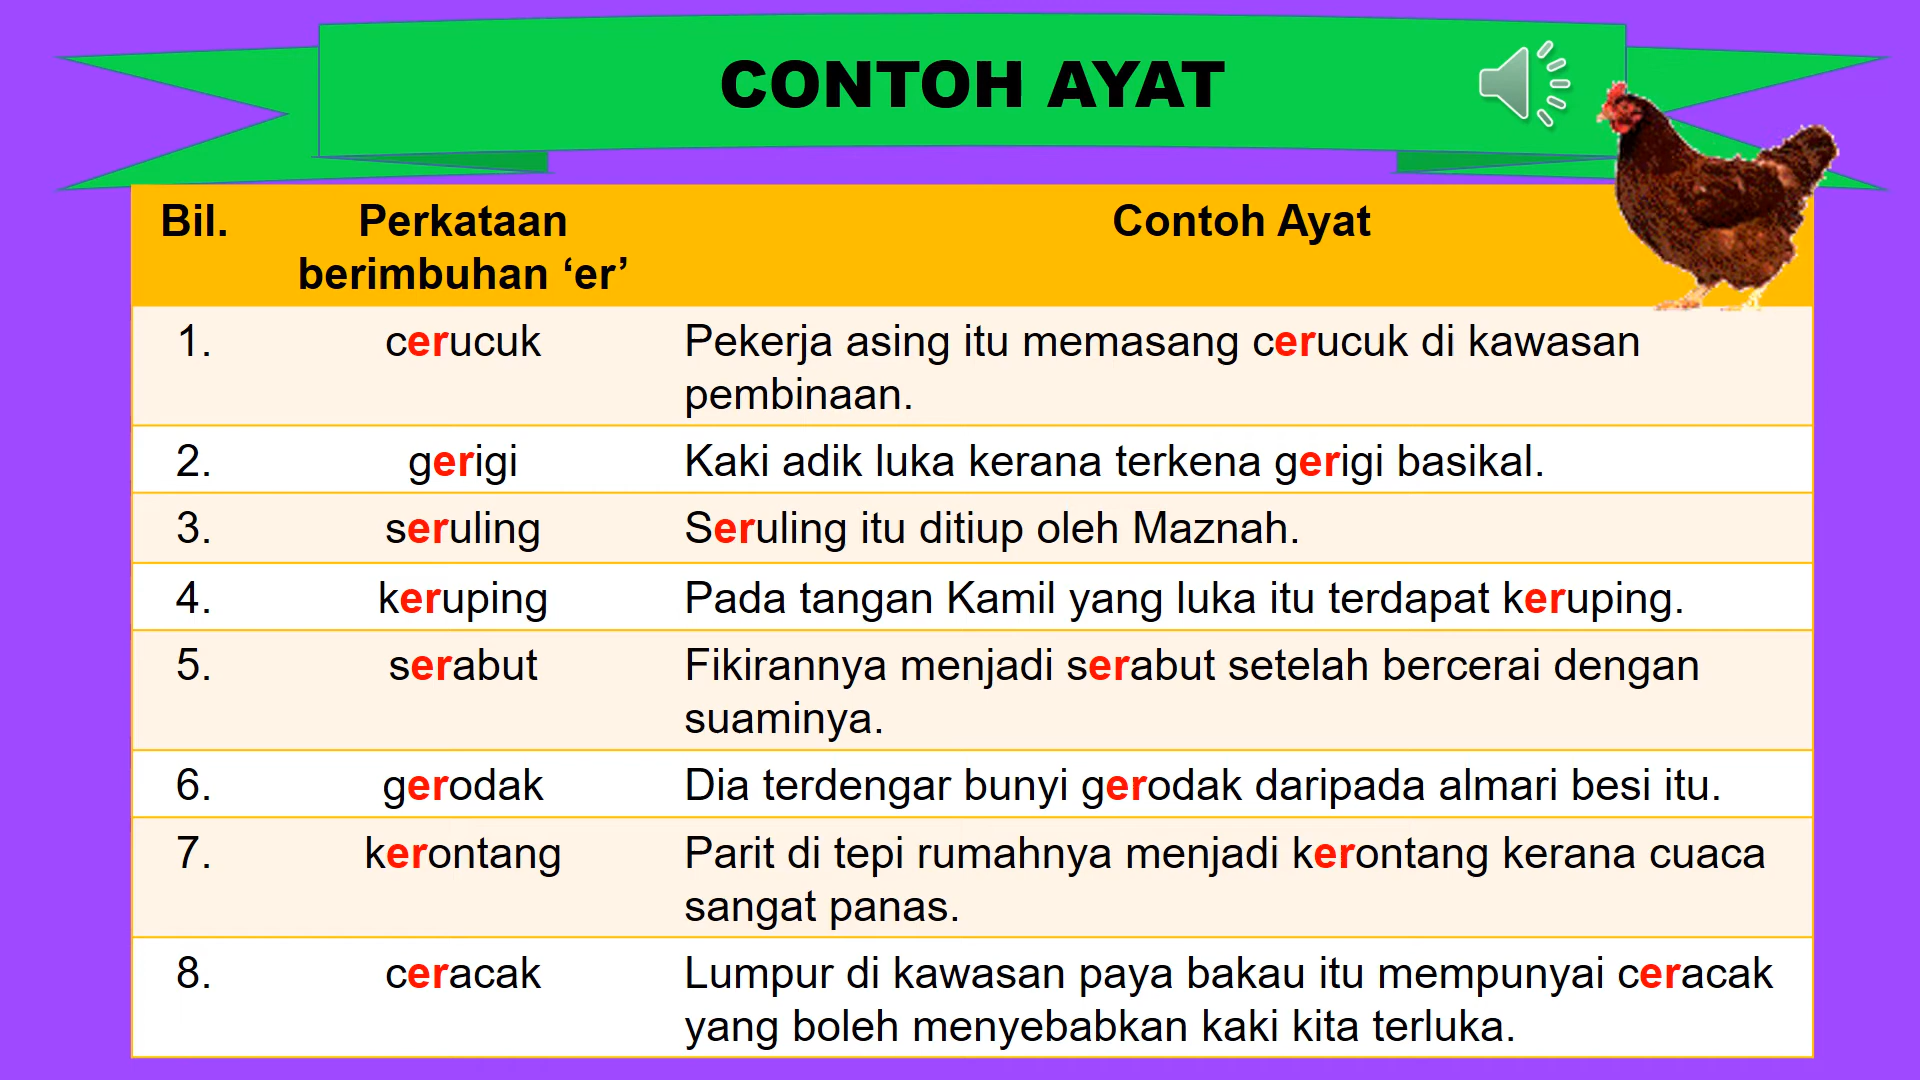 CONTOH AYAT
Bil.
Perkataan
berimbuhan ‘er’
Contoh Ayat
1.
cerucuk
Pekerja asing itu memasang cerucuk di kawasan
pembinaan.
2.
gerigi
Kaki adik luka kerana terkena gerigi basikal.
3.
seruling
Seruling itu ditiup oleh Maznah.
4.
keruping
Pada tangan Kamil yang luka itu terdapat keruping.
5.
serabut
Fikirannya menjadi serabut setelah bercerai dengan
suaminya.
6.
gerodak
Dia terdengar bunyi gerodak daripada almari besi itu.
7.
kerontang
Parit di tepi rumahnya menjadi kerontang kerana cuaca
sangat panas.
8.
ceracak
Lumpur di kawasan paya bakau itu mempunyai ceracak
yang boleh menyebabkan kaki kita terluka.